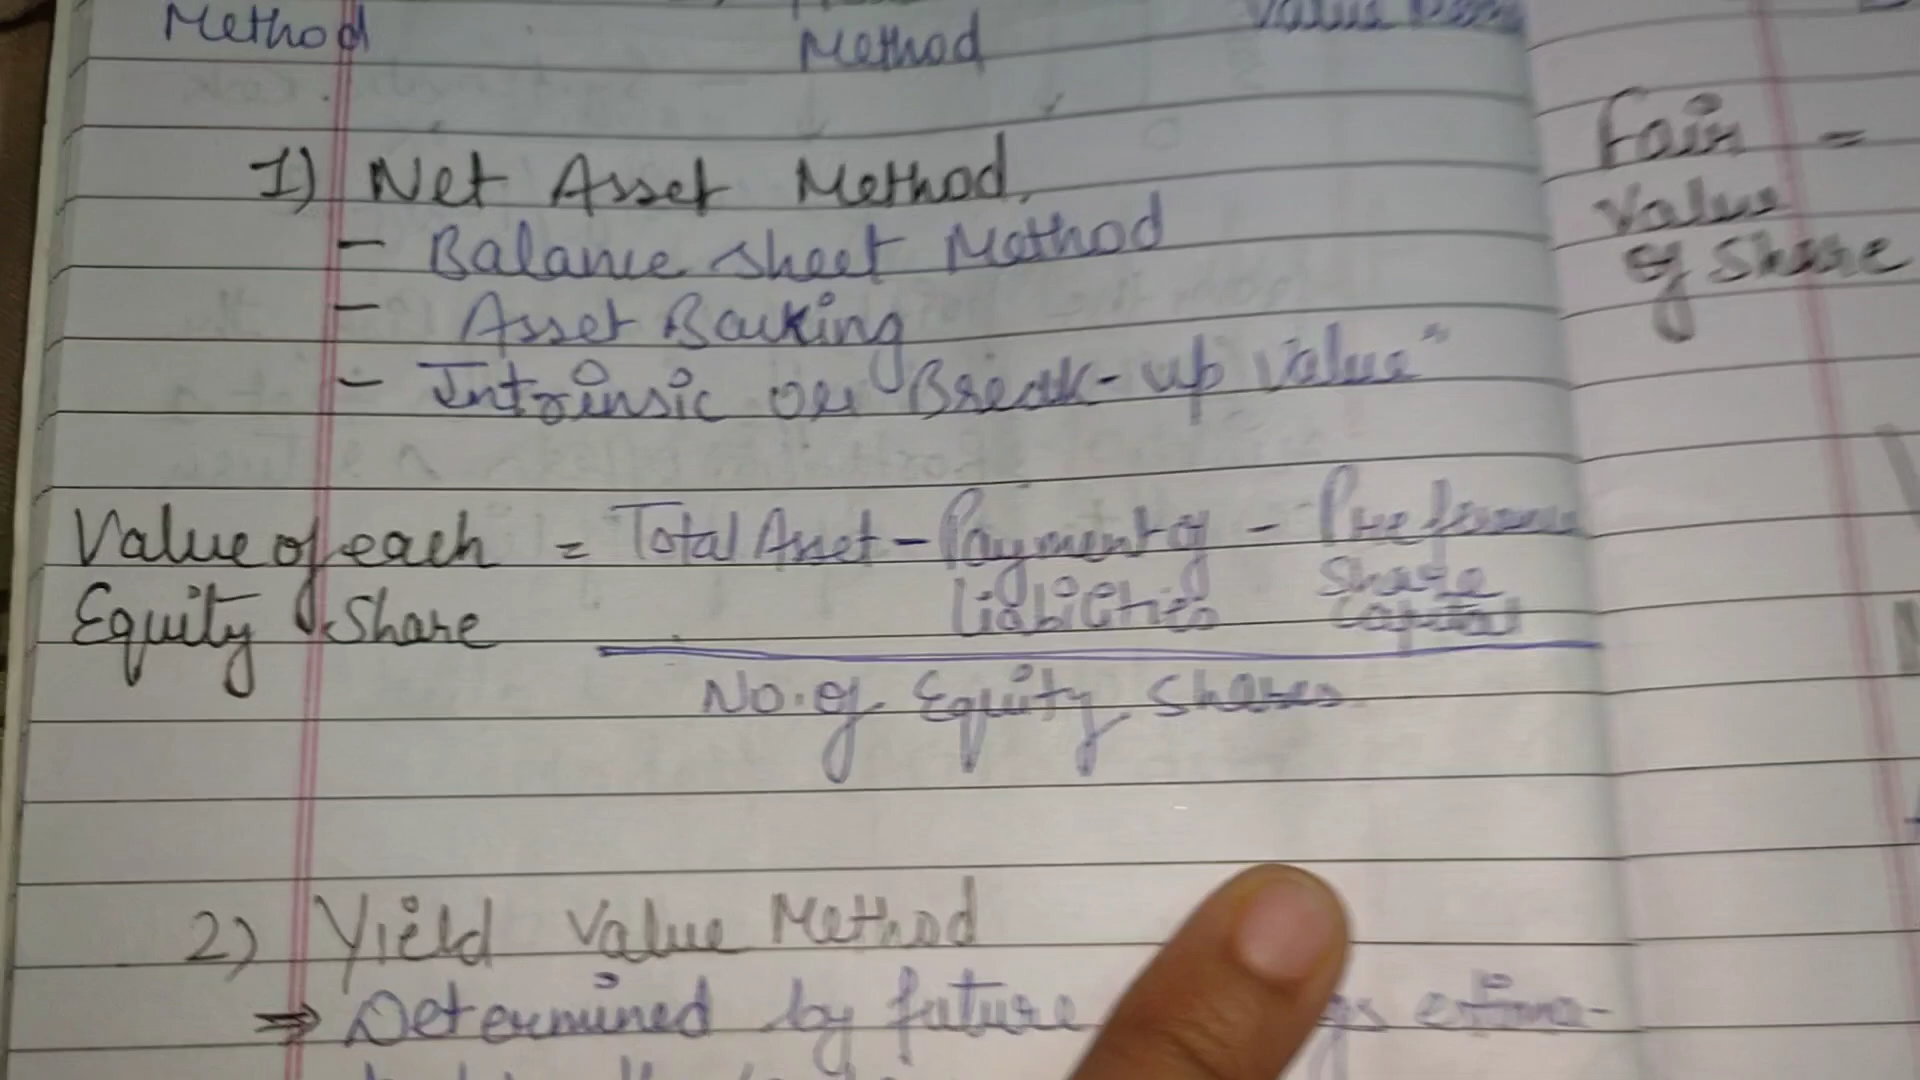 Method
Method
1) Net Asset Method
- Balance sheet Method
- Asset Backing
- Intrinsic or "Break-up value"
Value of each = Total Asset - Payment of - Preference
Equity Share liabilities Share Capital
No. of Equity Shares
2) Yield Value Method
⇒ Determined by future
Fair =
Value
of Share